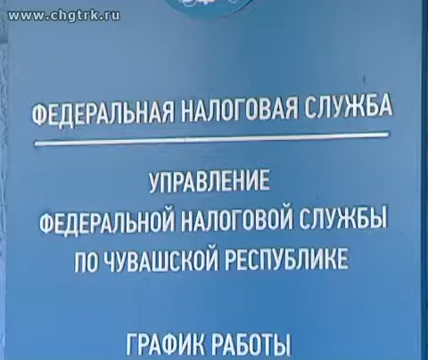 www.chgtrk.ru
ФЕДЕРАЛЬНАЯ НАЛОГОВАЯ СЛУЖБА
УПРАВЛЕНИЕ
ФЕДЕРАЛЬНОЙ НАЛОГОВОЙ СЛУЖБЫ
ПО ЧУВАШСКОЙ РЕСПУБЛИКЕ
ГРАФИК РАБОТЫ